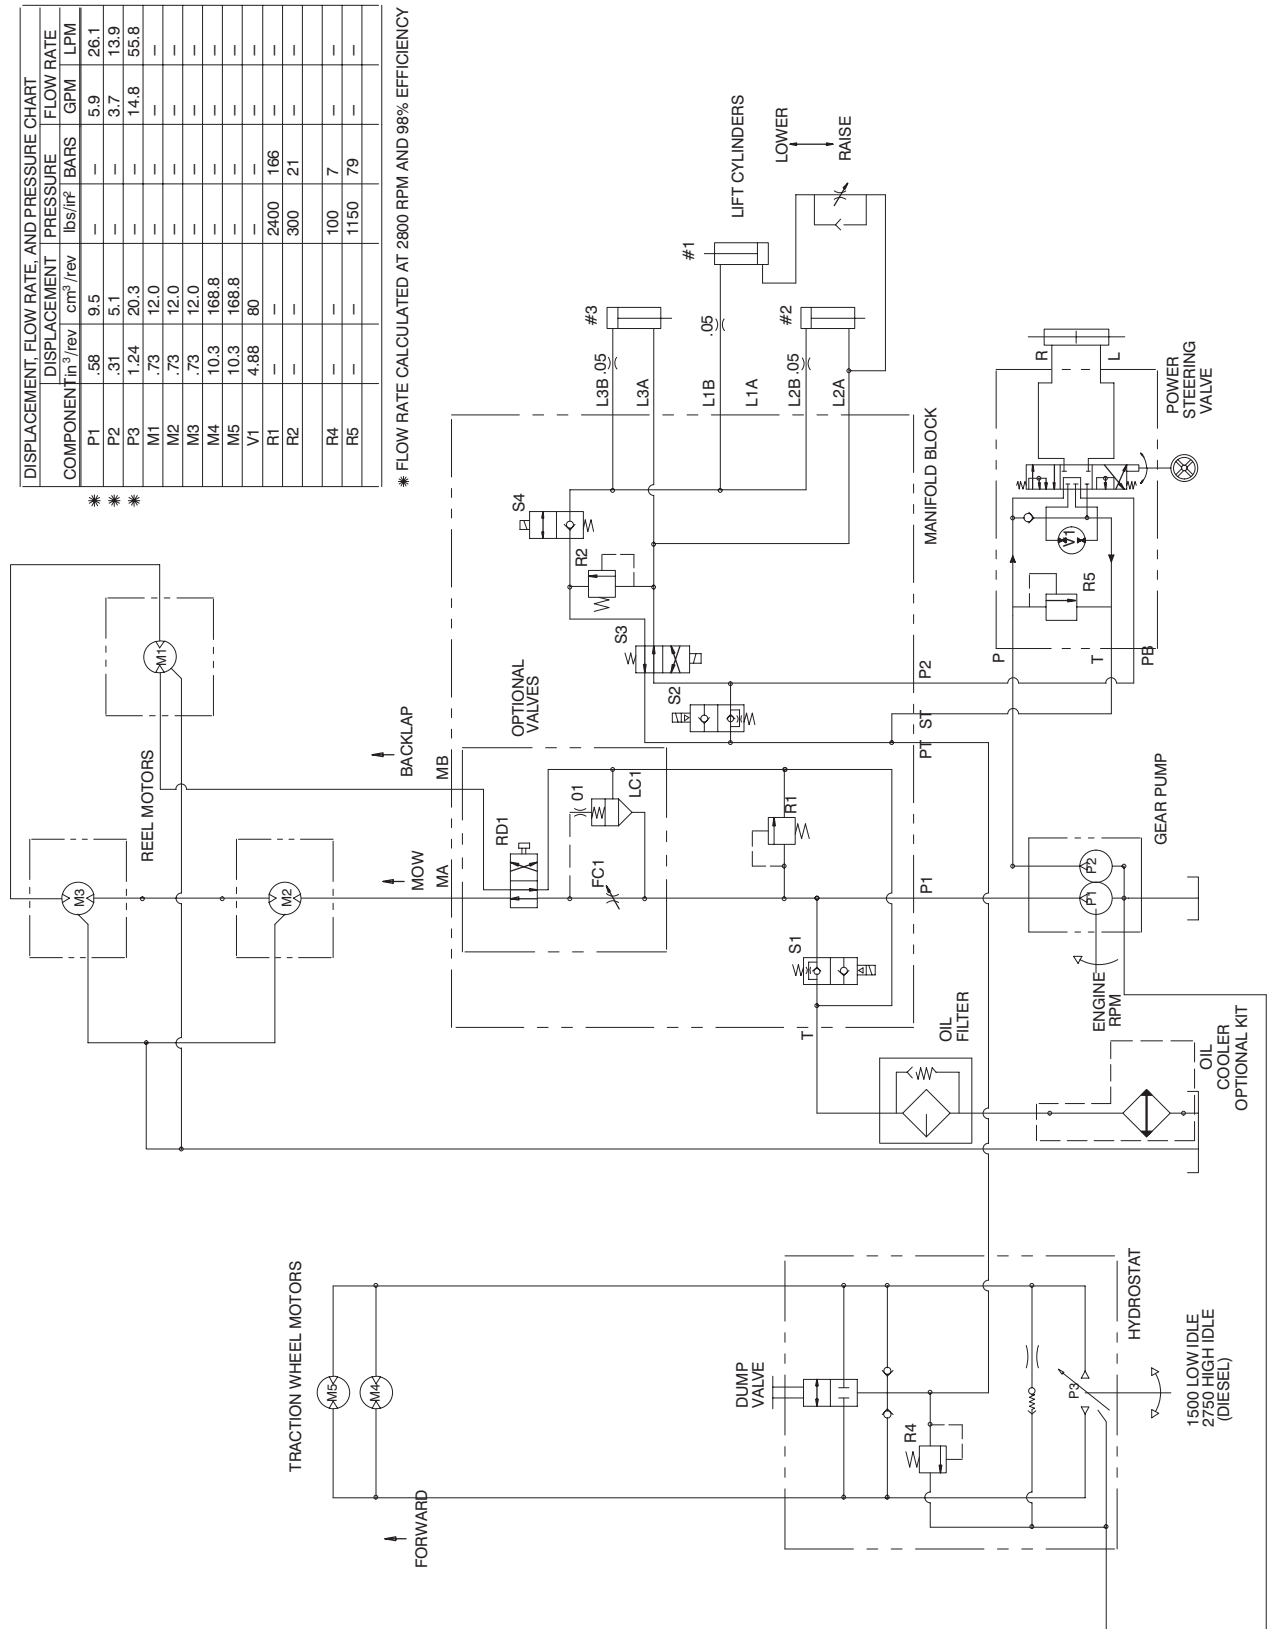 DISPLACEMENT, FLOW RATE, AND PRESSURE CHART
DISPLACEMENT PRESSURE FLOW RATE
COMPONENT in³/rev cm³/rev lbs/in² BARS GPM LPM
✱ P1 .58 9.5 – – 5.9 26.1
✱ P2 .31 5.1 – – 3.7 13.9
✱ P3 1.24 20.3 – – 14.8 55.8
M1 .73 12.0 – – – –
M2 .73 12.0 – – – –
M3 .73 12.0 – – – –
M4 10.3 168.8 – – – –
M5 10.3 168.8 – – – –
V1 4.88 80 – – – –
R1 – – 2400 166 – –
R2 – – 300 21 – –
R4 – – 100 7 – –
R5 – – 1150 79 – –
✱ FLOW RATE CALCULATED AT 2800 RPM AND 98% EFFICIENCY
TRACTION WHEEL MOTORS
M5
M4
FORWARD
DUMP
VALVE
R4
P3
HYDROSTAT
1500 LOW IDLE
2750 HIGH IDLE
(DIESEL)
REEL MOTORS
M3
M2
M1
MOW
MA
BACKLAP
MB
OPTIONAL
VALVES
RD1
01
LC1
FC1
R1
S1
T
P1
PT
ST
P2
S2
S3
R2
S4
MANIFOLD BLOCK
L3B
.05
L3A
L1B
.05
L1A
L2B
.05
L2A
#3
#1
#2
LIFT CYLINDERS
LOWER
RAISE
OIL
FILTER
OIL
COOLER
OPTIONAL KIT
ENGINE
RPM
P1
P2
GEAR PUMP
P
T
PB
R5
V1
R
L
POWER
STEERING
VALVE